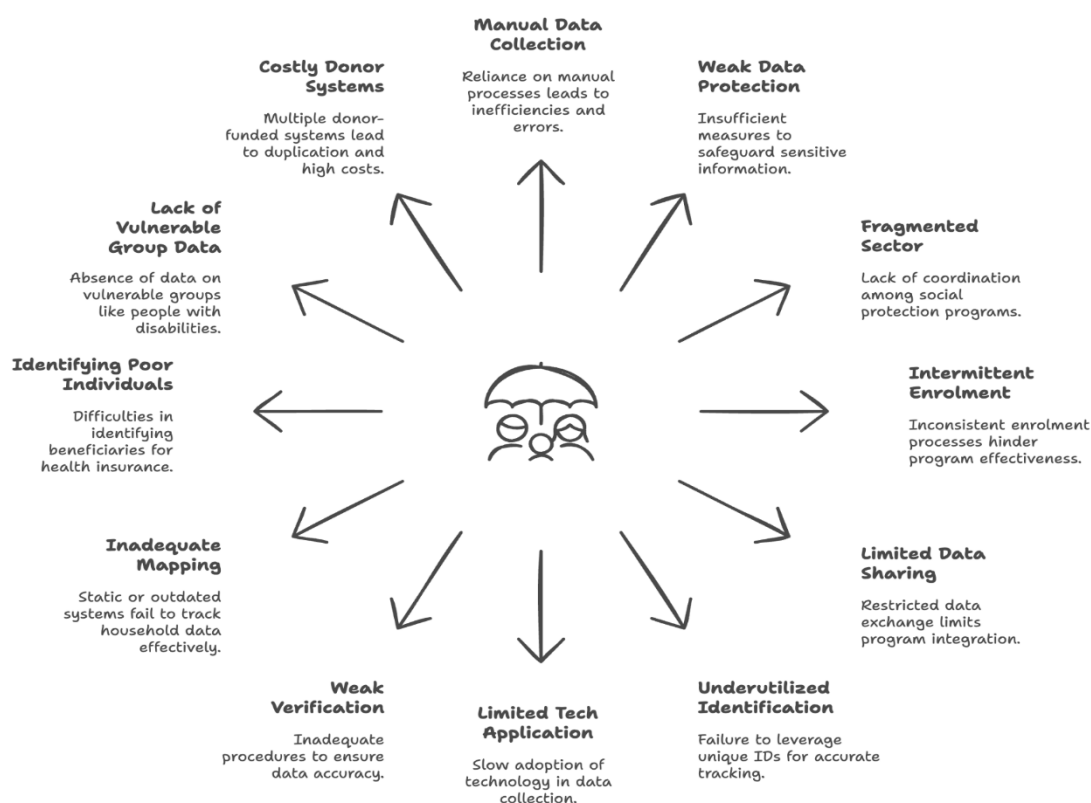 Manual Data
Collection
Reliance on manual
processes leads to
inefficiencies and
errors.
Weak Data
Protection
Insufficient
measures to
safeguard sensitive
information.
Fragmented
Sector
Lack of coordination
among social
protection programs.
Intermittent
Enrolment
Inconsistent enrolment
processes hinder
program effectiveness.
Limited Data
Sharing
Restricted data
exchange limits
program integration.
Underutilized
Identification
Failure to leverage
unique IDs for accurate
tracking.
Limited Tech
Application
Slow adoption of
technology in data
collection.
Weak
Verification
Inadequate
procedures to ensure
data accuracy.
Inadequate
Mapping
Static or outdated
systems fail to track
household data
effectively.
Identifying Poor
Individuals
Difficulties in
identifying
beneficiaries for
health insurance.
Lack of
Vulnerable
Group Data
Absence of data on
vulnerable groups
like people with
disabilities.
Costly Donor
Systems
Multiple donor-
funded systems lead
to duplication and
high costs.